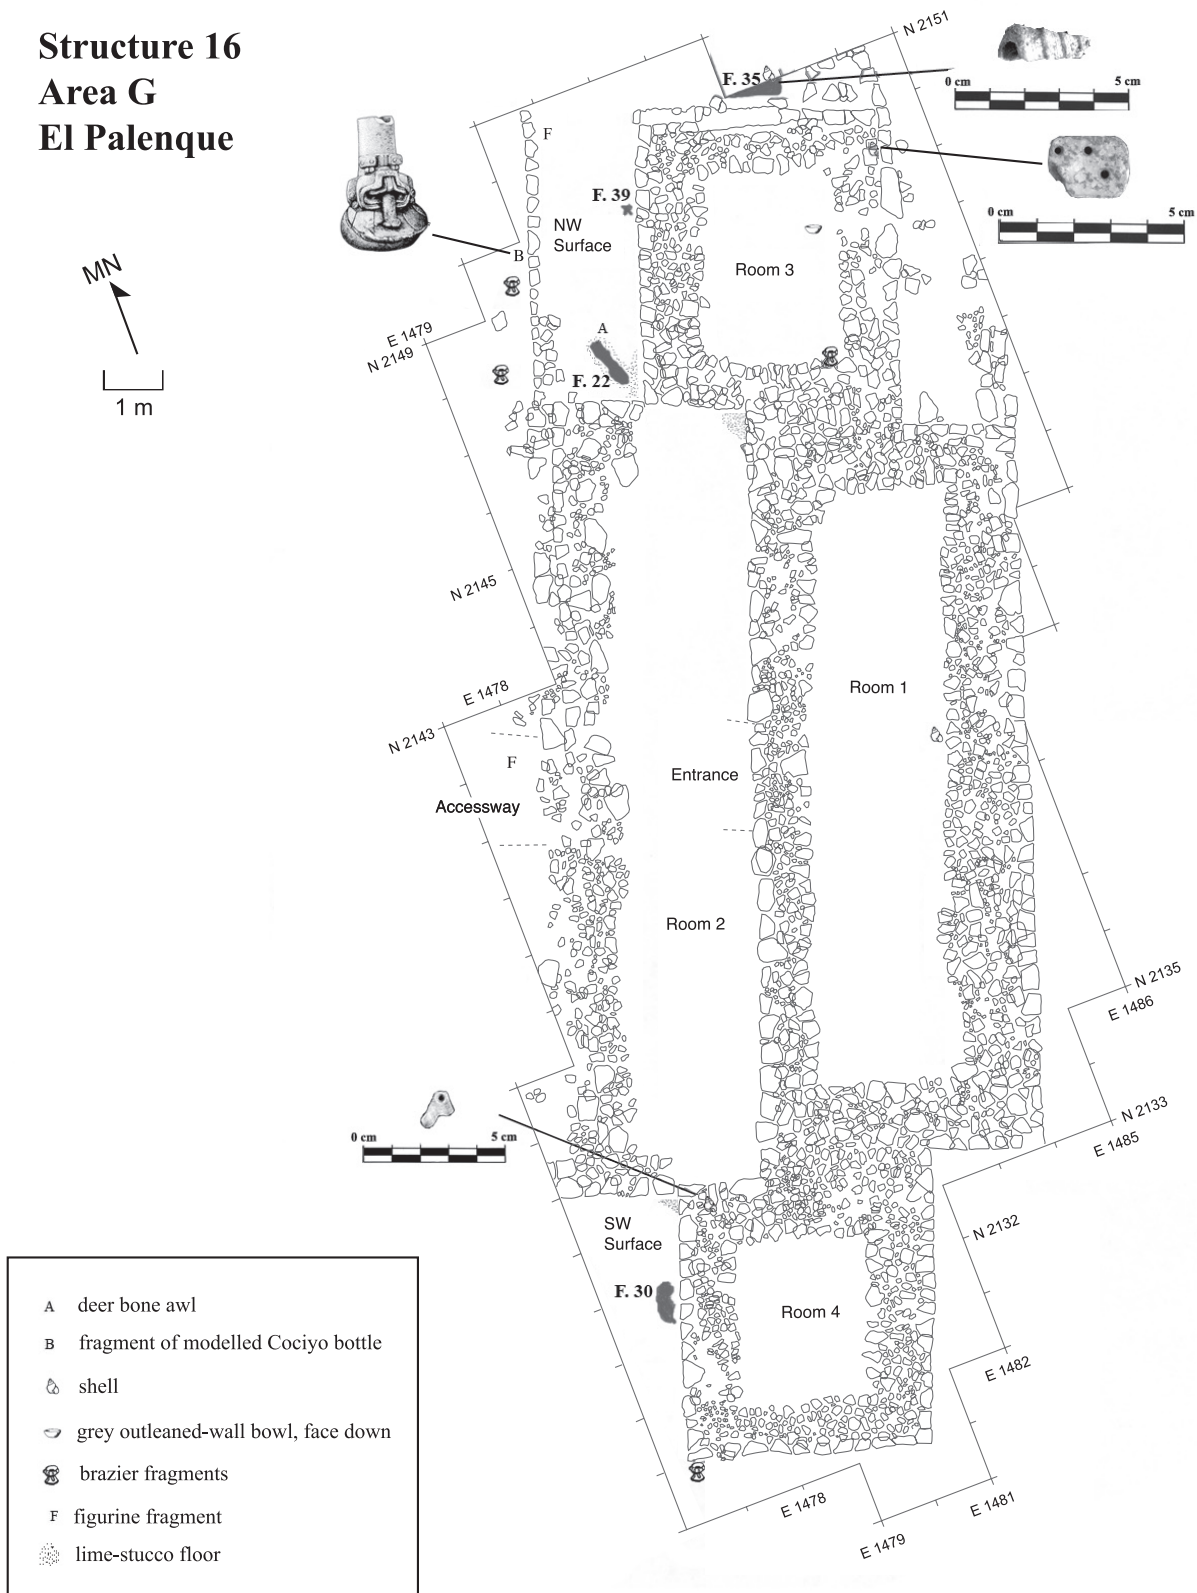 Structure 16
Area G
El Palenque
N 2151
F. 35
0 cm 5 cm
F
0 cm 5 cm
F. 39
NW
Surface
B
Room 3
MN
E 1479
N 2149
A
F. 22
1 m
N 2145
E 1478
N 2143
Room 1
F
Entrance
Accessway
Room 2
N 2135
E 1486
N 2133
E 1485
0 cm 5 cm
SW
Surface
N 2132
F. 30
Room 4
E 1482
E 1478
E 1481
E 1479
A deer bone awl
B fragment of modelled Cociyo bottle
shell
grey outleaned-wall bowl, face down
brazier fragments
F figurine fragment
lime-stucco floor